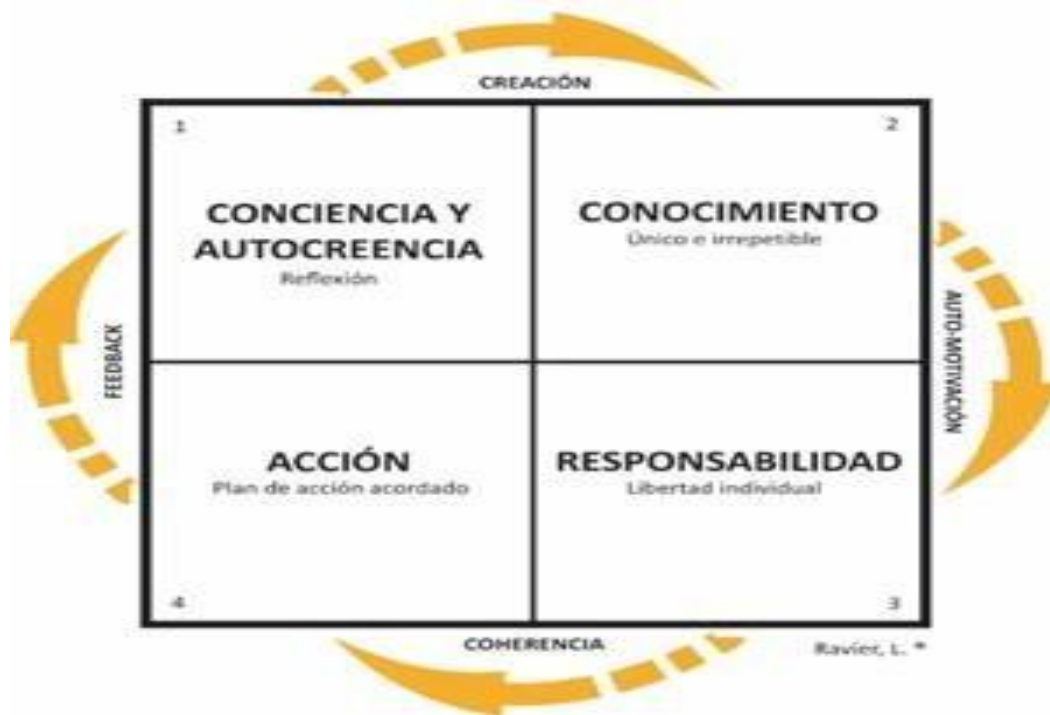 CREACIÓN
1
2
CONCIENCIA Y
AUTOCREENCIA
Reflexión
CONOCIMIENTO
Único e irrepetible
FEEDBACK
AUTO-MOTIVACIÓN
ACCIÓN
Plan de acción acordado
RESPONSABILIDAD
Libertad individual
4
3
COHERENCIA
Ravier, L. *